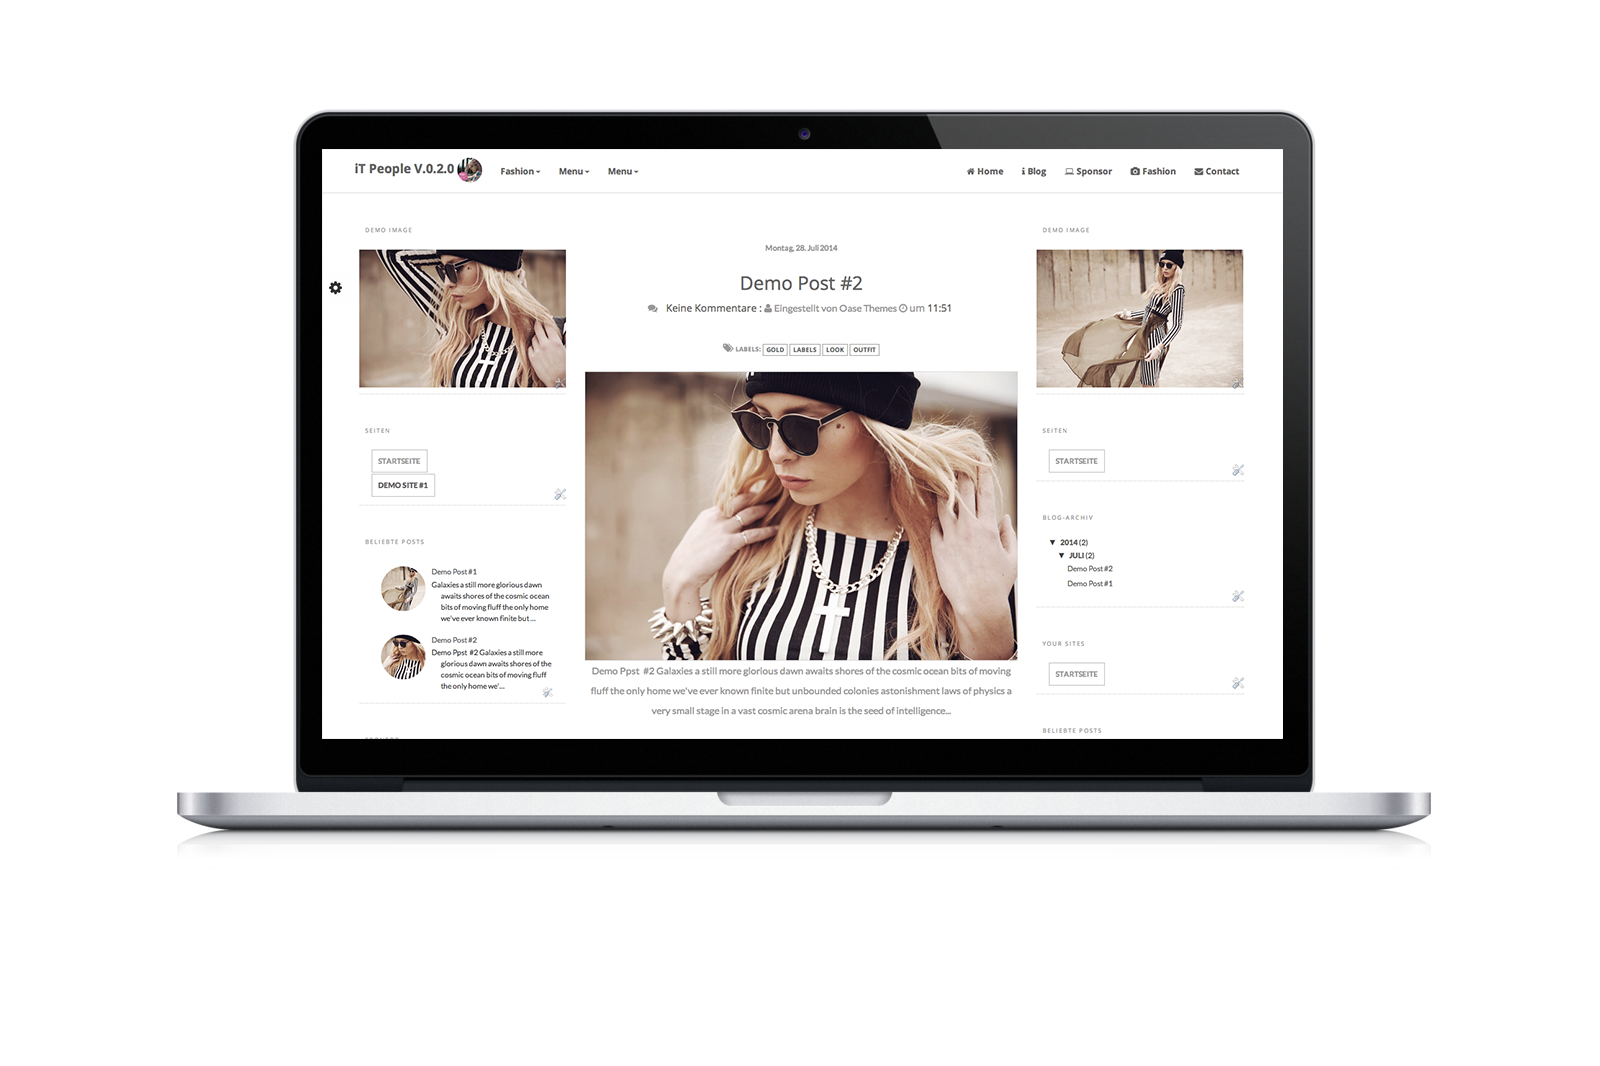 iT People V.0.2.0
Fashion
Menu
Menu
Home
Blog
Sponsor
Fashion
Contact
DEMO IMAGE
SEITEN
STARTSEITE
DEMO SITE #1
BELIEBTE POSTS
Demo Post #1
Galaxies a still more glorious dawn
awaits shores of the cosmic ocean
bits of moving fluff the only home
we've ever known finite but ...
Demo Post #2
Demo Ppst #2 Galaxies a still more
glorious dawn awaits shores of the
cosmic ocean bits of moving fluff
the only home we'...
Montag, 28. Juli 2014
Demo Post #2
Keine Kommentare : Eingestellt von Oase Themes um 11:51
LABELS: GOLD LABELS LOOK OUTFIT
Demo Ppst #2 Galaxies a still more glorious dawn awaits shores of the cosmic ocean bits of moving
fluff the only home we've ever known finite but unbounded colonies astonishment laws of physics a
very small stage in a vast cosmic arena brain is the seed of intelligence...
DEMO IMAGE
SEITEN
STARTSEITE
BLOG-ARCHIV
▼ 2014 (2)
▼ JULI (2)
Demo Post #2
Demo Post #1
YOUR SITES
STARTSEITE
BELIEBTE POSTS